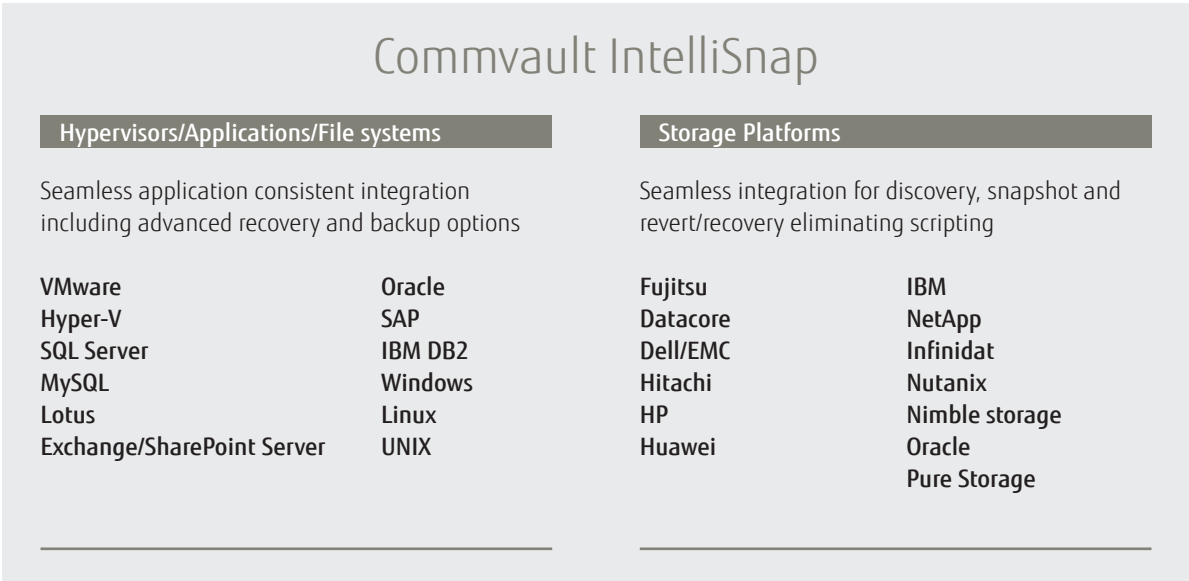 Commvault IntelliSnap
Hypervisors/Applications/File systems
Seamless application consistent integration
including advanced recovery and backup options
VMware
Hyper-V
SQL Server
MySQL
Lotus
Exchange/SharePoint Server
Oracle
SAP
IBM DB2
Windows
Linux
UNIX
Storage Platforms
Seamless integration for discovery, snapshot and
revert/recovery eliminating scripting
Fujitsu
Datacore
Dell/EMC
Hitachi
HP
Huawei
IBM
NetApp
Infinidat
Nutanix
Nimble storage
Oracle
Pure Storage